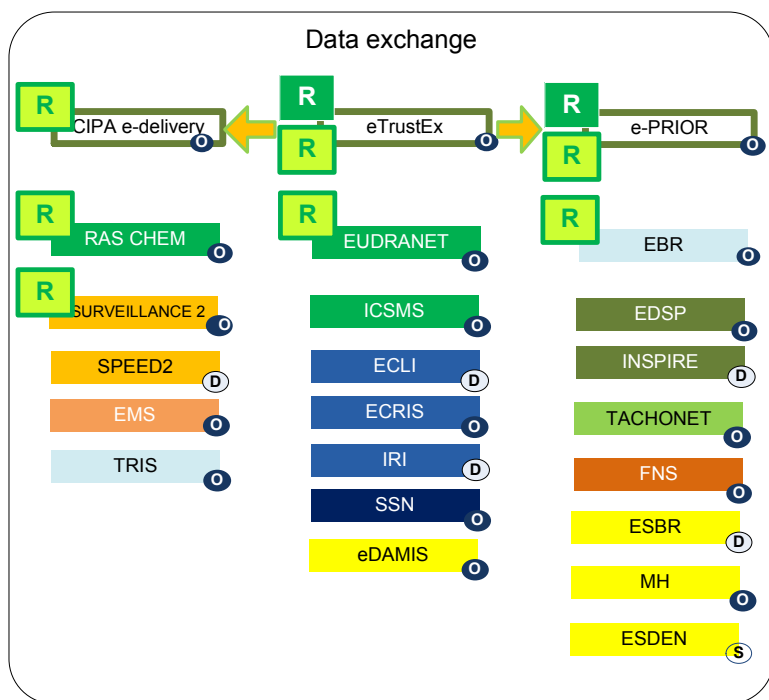 Data exchange
R
CIPA e-delivery
O
R
R
eTrustEx
O
R
R
e-PRIOR
O
R
RAS CHEM
O
R
SURVEILLANCE 2
O
SPEED2
D
EMS
O
TRIS
O
R
EUDRANET
O
ICSMS
O
ECLI
D
ECRIS
O
IRI
D
SSN
O
eDAMIS
O
R
EBR
O
EDSP
O
INSPIRE
D
TACHONET
O
FNS
O
ESBR
D
MH
O
ESDEN
S